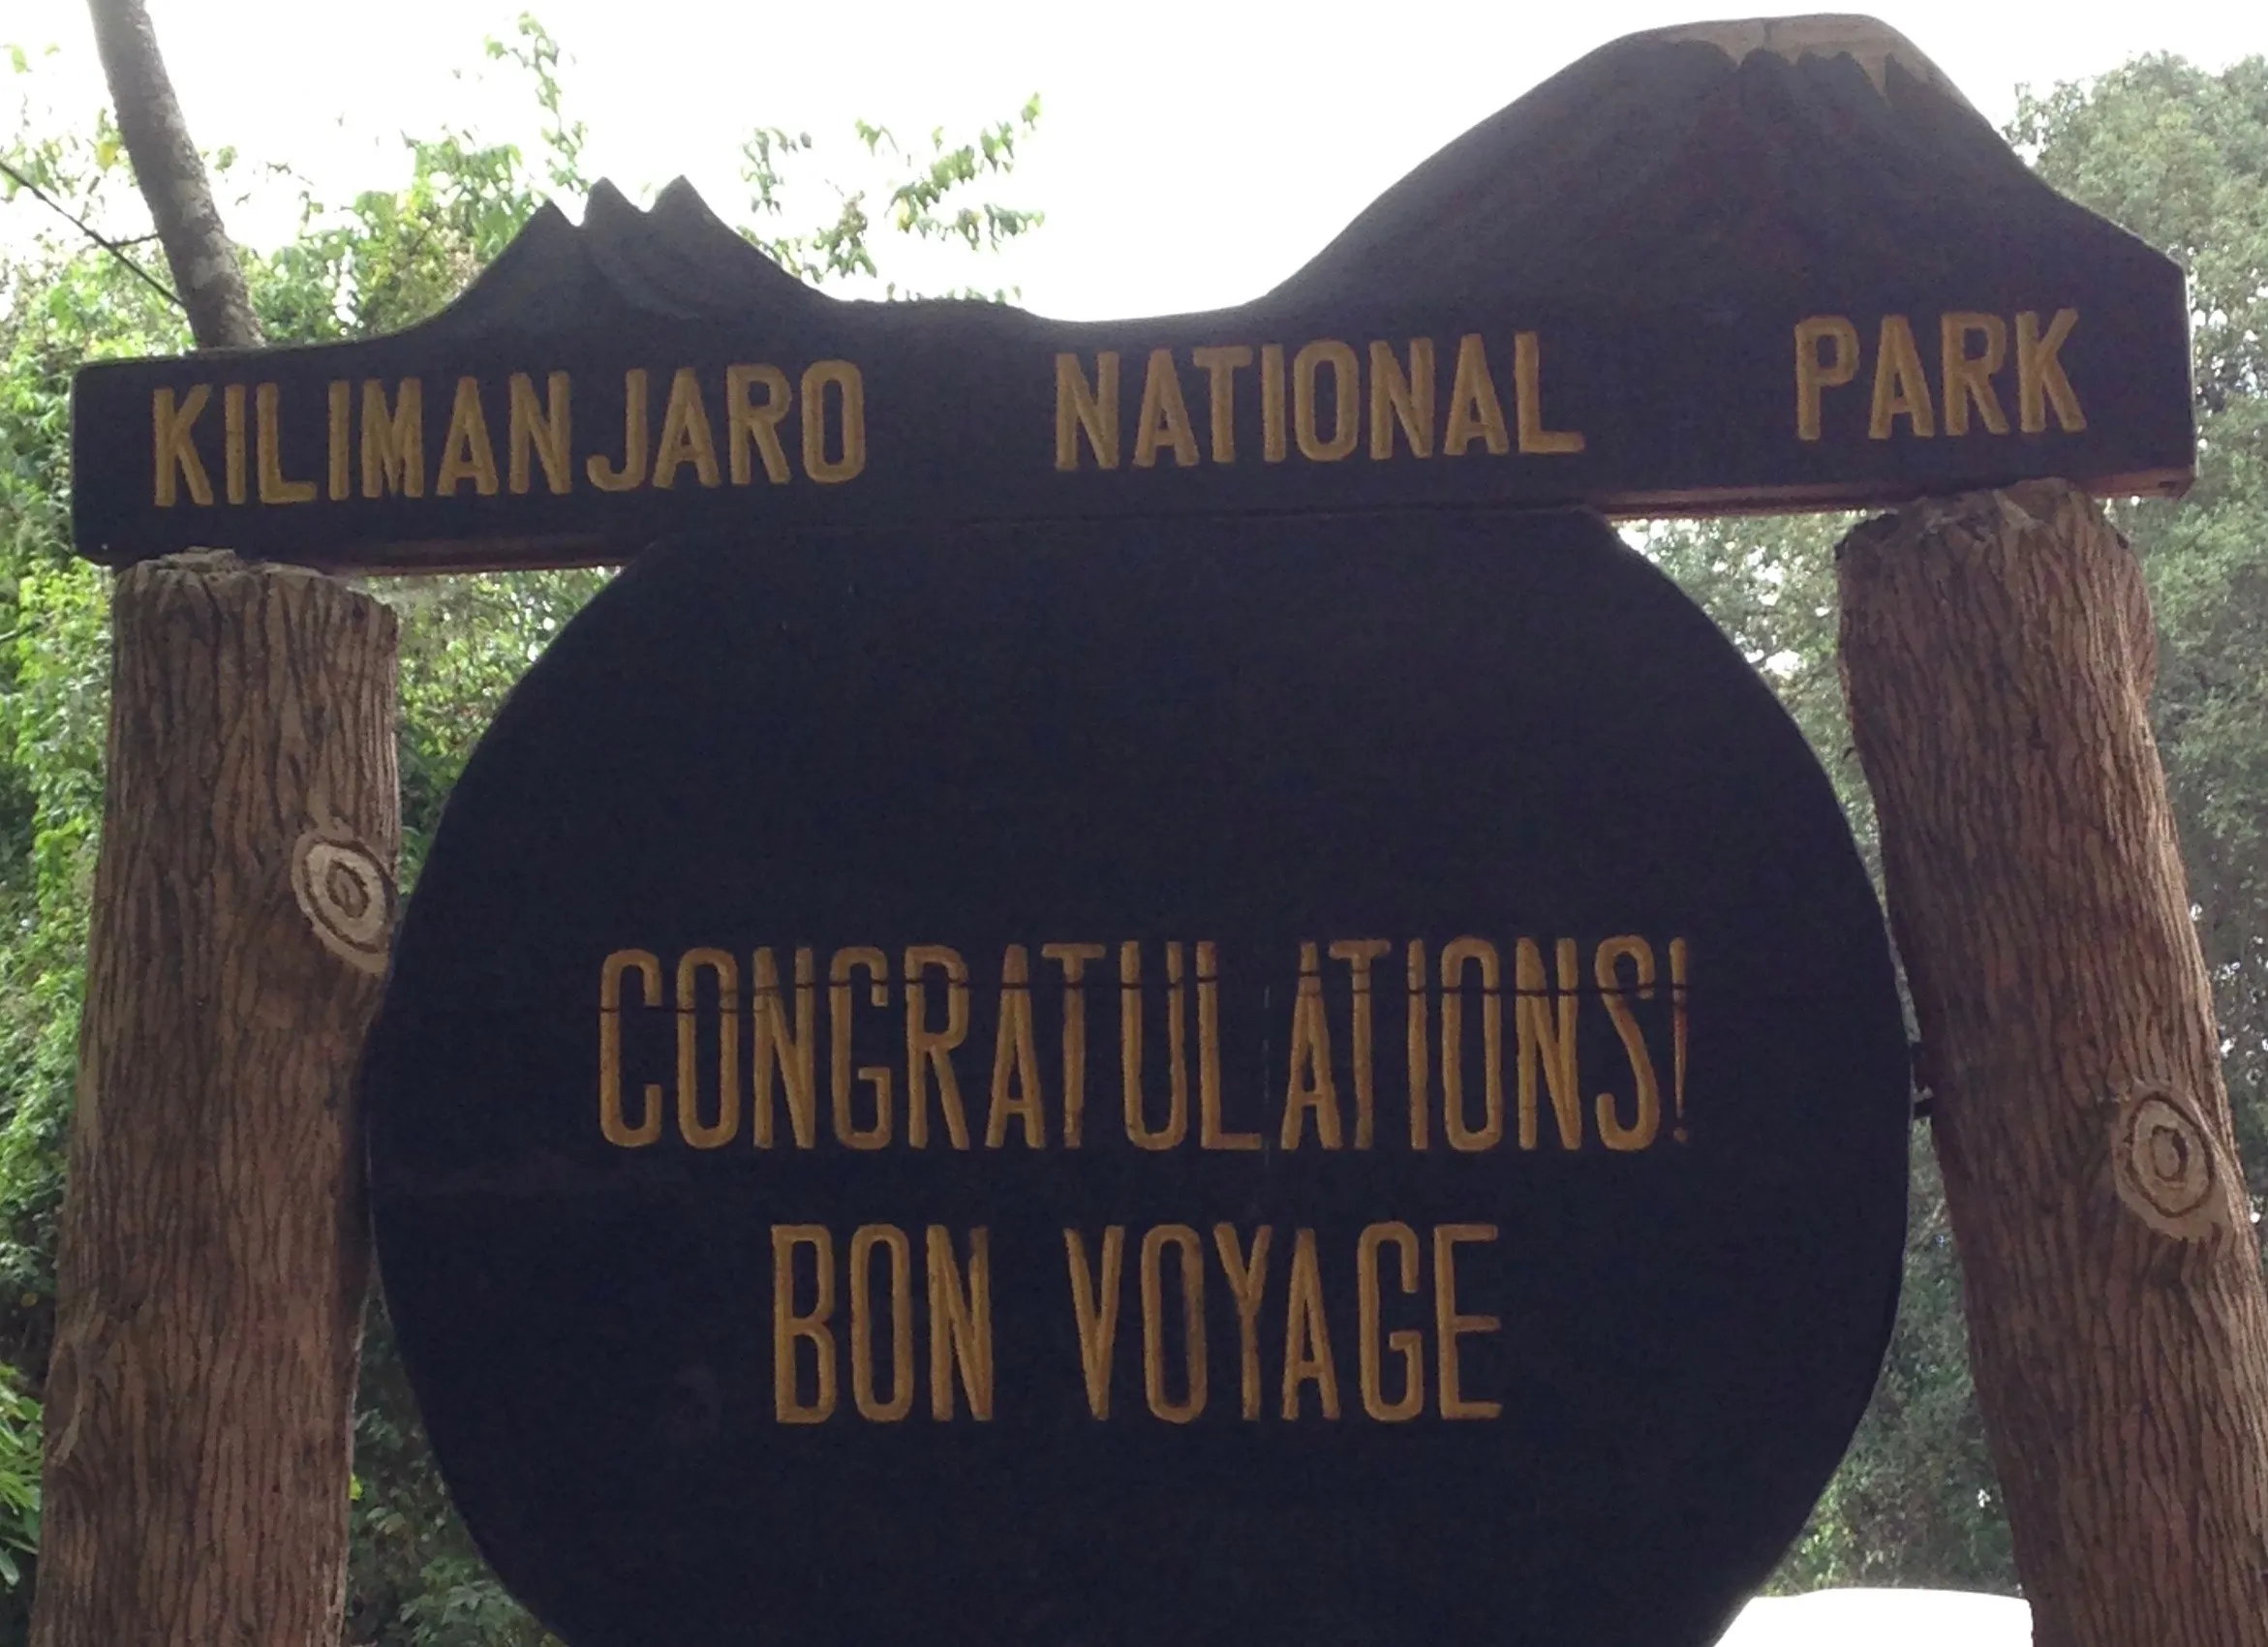 KILIMANJARO NATIONAL PARK
CONGRATULATIONS!
BON VOYAGE